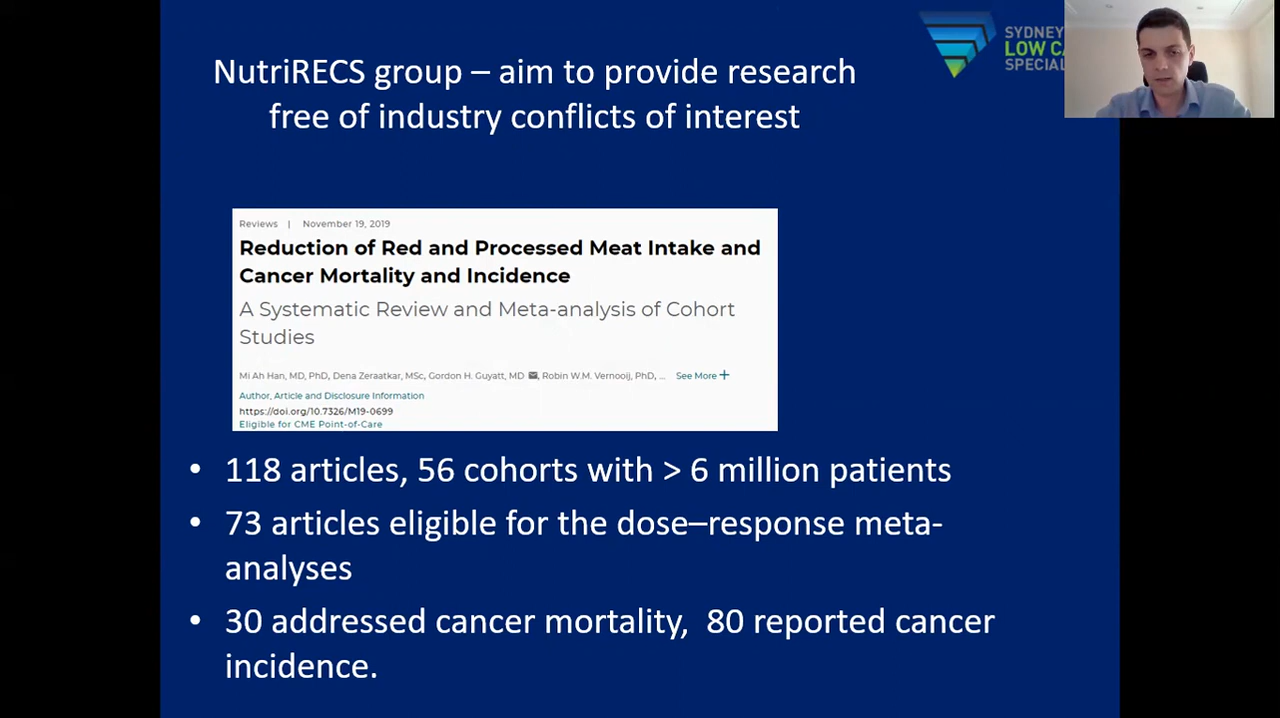 NutriRECS group – aim to provide research
free of industry conflicts of interest
SYDNEY
LOW CA
SPECIAL
Reviews | November 19, 2019
Reduction of Red and Processed Meat Intake and
Cancer Mortality and Incidence
A Systematic Review and Meta-analysis of Cohort
Studies
Mi Ah Han, MD, PhD, Dena Zeraatkar, MSc, Gordon H. Guyatt, MD , Robin W.M. Vernooij, PhD, ... See More +
Author, Article and Disclosure Information
https://doi.org/10.7326/M19-0699
Eligible for CME Point-of-Care
• 118 articles, 56 cohorts with > 6 million patients
• 73 articles eligible for the dose–response meta-
analyses
• 30 addressed cancer mortality, 80 reported cancer
incidence.